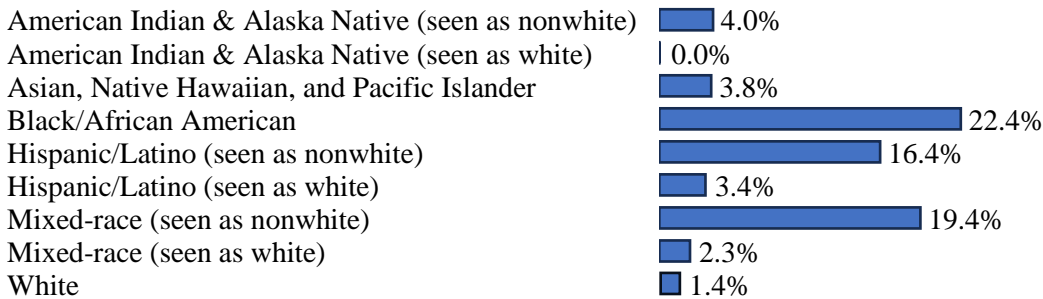 American Indian & Alaska Native (seen as nonwhite) 4.0%
American Indian & Alaska Native (seen as white) 0.0%
Asian, Native Hawaiian, and Pacific Islander 3.8%
Black/African American 22.4%
Hispanic/Latino (seen as nonwhite) 16.4%
Hispanic/Latino (seen as white) 3.4%
Mixed-race (seen as nonwhite) 19.4%
Mixed-race (seen as white) 2.3%
White 1.4%